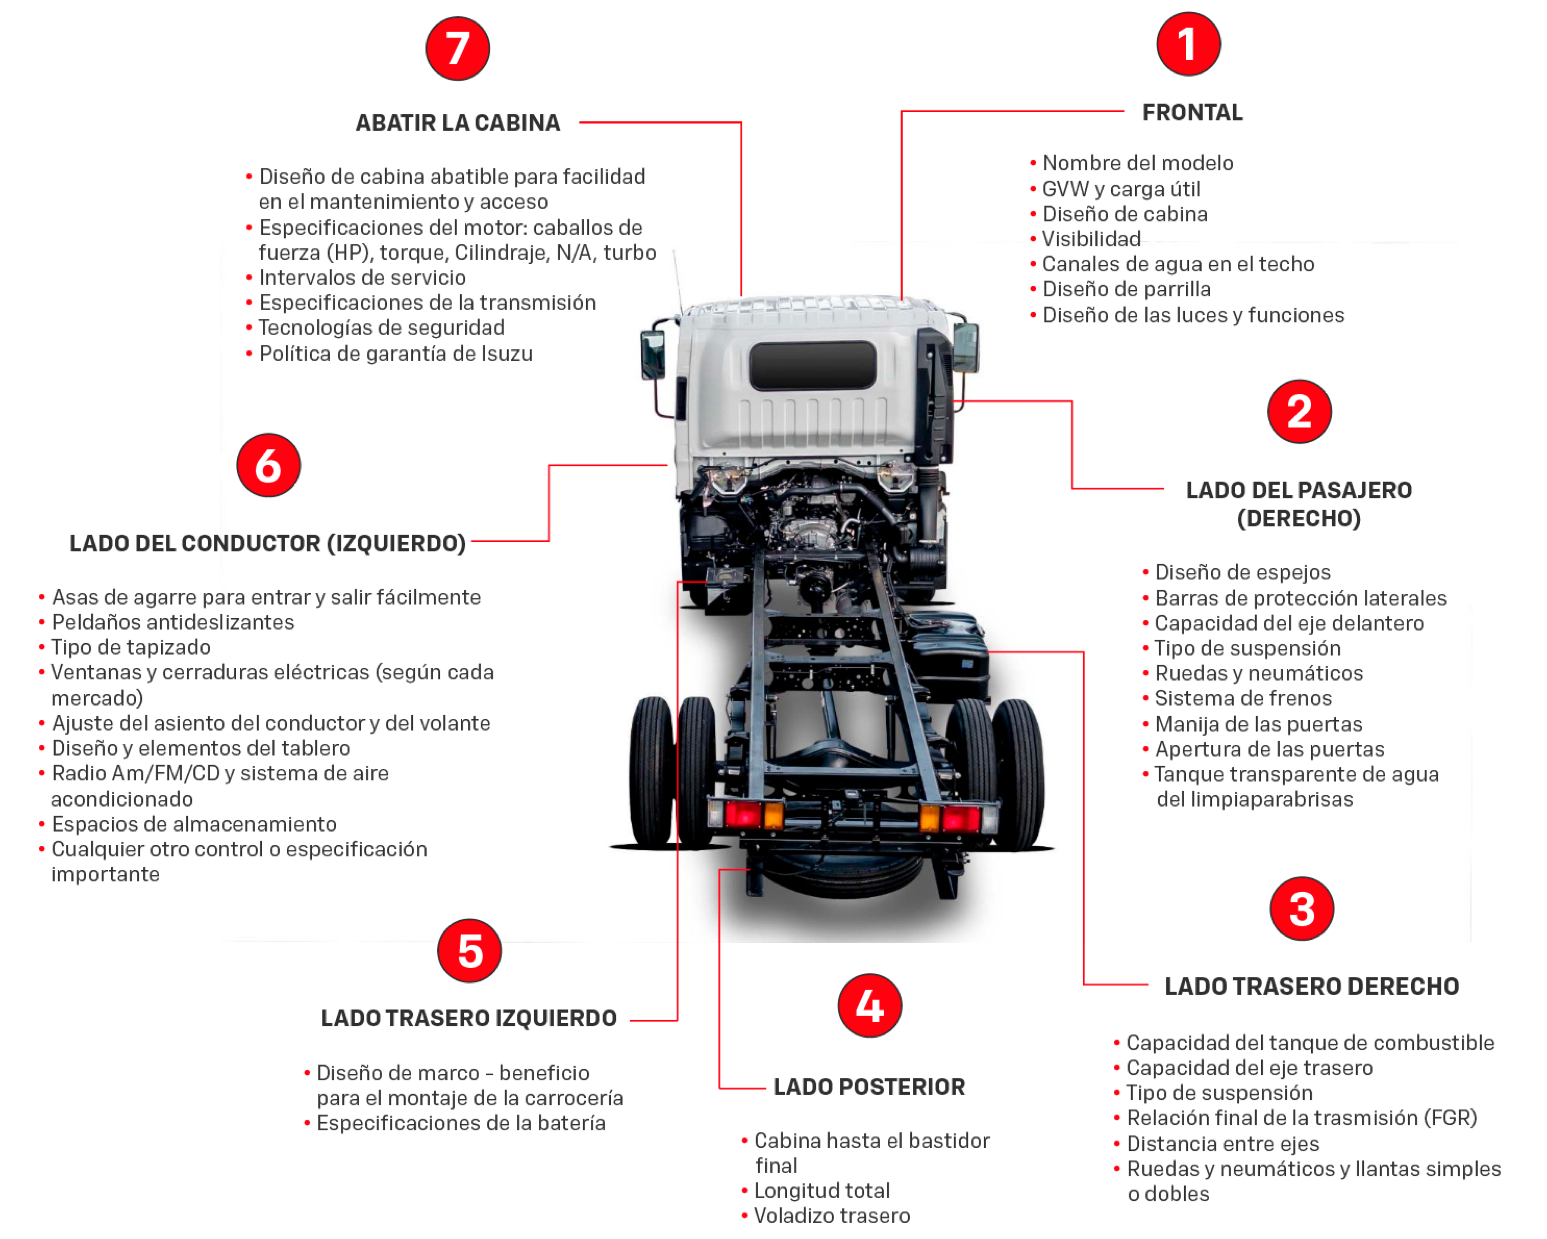 1
FRONTAL
• Nombre del modelo
• GVW y carga útil
• Diseño de cabina
• Visibilidad
• Canales de agua en el techo
• Diseño de parrilla
• Diseño de las luces y funciones
2
LADO DEL PASAJERO
(DERECHO)
• Diseño de espejos
• Barras de protección laterales
• Capacidad del eje delantero
• Tipo de suspensión
• Ruedas y neumáticos
• Sistema de frenos
• Manija de las puertas
• Apertura de las puertas
• Tanque transparente de agua
del limpiaparabrisas
3
LADO TRASERO DERECHO
• Capacidad del tanque de combustible
• Capacidad del eje trasero
• Tipo de suspensión
• Relación final de la trasmisión (FGR)
• Distancia entre ejes
• Ruedas y neumáticos y llantas simples
o dobles
4
LADO POSTERIOR
• Cabina hasta el bastidor
final
• Longitud total
• Voladizo trasero
5
LADO TRASERO IZQUIERDO
• Diseño de marco - beneficio
para el montaje de la carrocería
• Especificaciones de la batería
6
LADO DEL CONDUCTOR (IZQUIERDO)
• Asas de agarre para entrar y salir fácilmente
• Peldaños antideslizantes
• Tipo de tapizado
• Ventanas y cerraduras eléctricas (según cada
mercado)
• Ajuste del asiento del conductor y del volante
• Diseño y elementos del tablero
• Radio Am/FM/CD y sistema de aire
acondicionado
• Espacios de almacenamiento
• Cualquier otro control o especificación
importante
7
ABATIR LA CABINA
• Diseño de cabina abatible para facilidad
en el mantenimiento y acceso
• Especificaciones del motor: caballos de
fuerza (HP), torque, Cilindraje, N/A, turbo
• Intervalos de servicio
• Especificaciones de la transmisión
• Tecnologías de seguridad
• Política de garantía de Isuzu